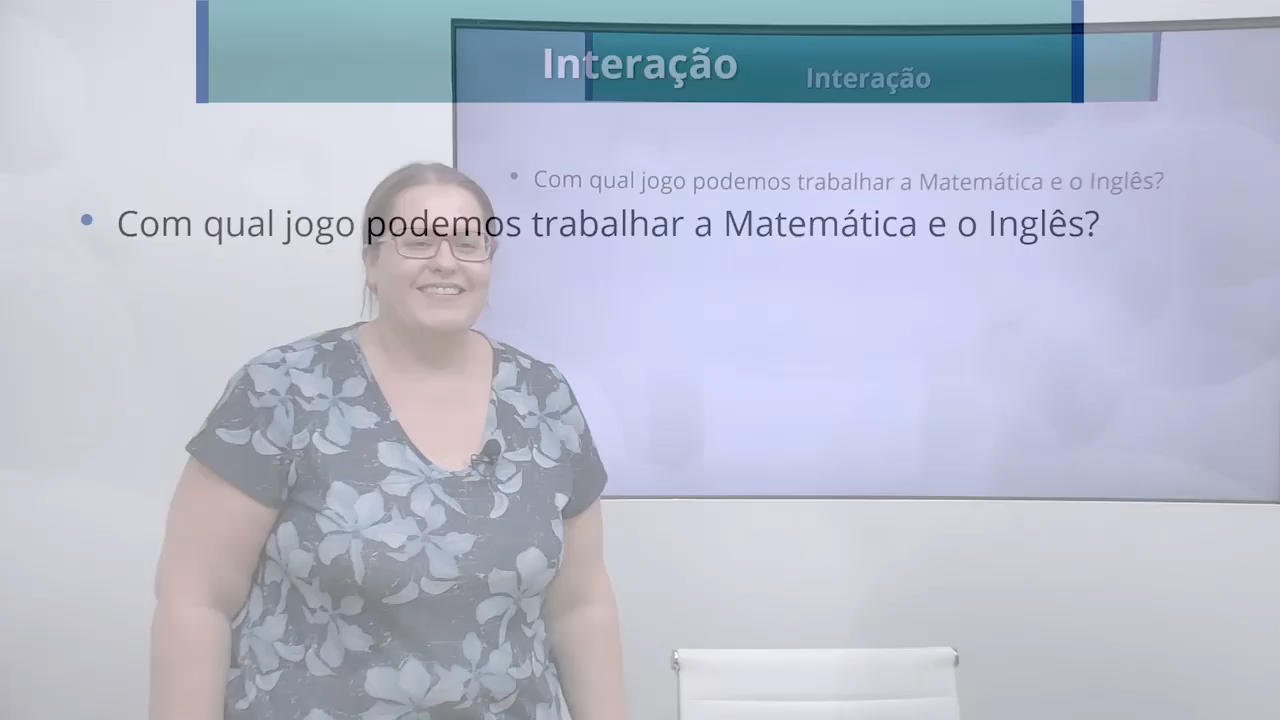 Interação
Interação
• Com qual jogo podemos trabalhar a Matemática e o Inglês?
• Com qual jogo podemos trabalhar a Matemática e o Inglês?